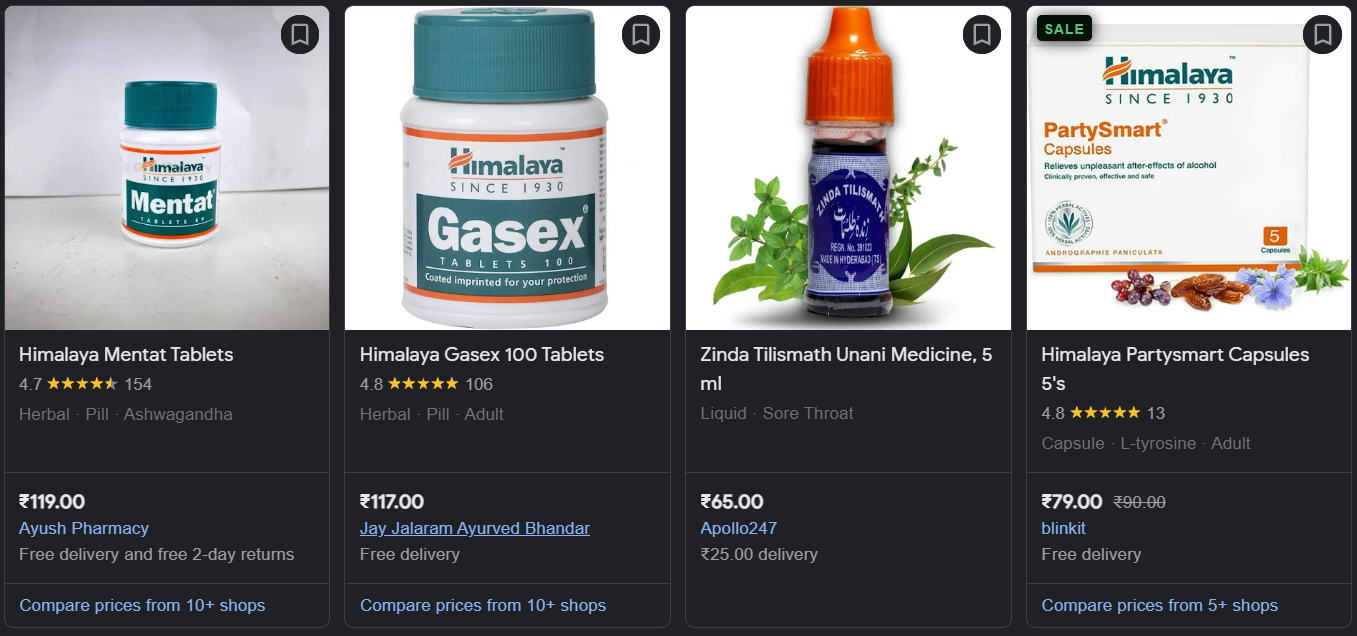 Himalaya
SINCE 1930
Mentat
Himalaya Mentat Tablets
4.7 ★★★★★ 154
Herbal · Pill · Ashwagandha
₹119.00
Ayush Pharmacy
Free delivery and free 2-day returns
Compare prices from 10+ shops
Himalaya™
SINCE 1930
Gasex®
TABLETS 100
Coated imprinted for your protection
Himalaya Gasex 100 Tablets
4.8 ★★★★★ 106
Herbal · Pill · Adult
₹117.00
Jay Jalaram Ayurved Bhandar
Free delivery
Compare prices from 10+ shops
ZINDA TILISMATH
REGN. No. 391023
MADE IN HYDERABAD (TS)
Zinda Tilismath Unani Medicine, 5
ml
Liquid · Sore Throat
₹65.00
Apollo247
₹25.00 delivery
SALE
Himalaya™
SINCE 1930
PartySmart®
Capsules
Relieves unpleasant after-effects of alcohol
Clinically proven, effective and safe
100% HERBAL ACTIVES
5
Capsules
ANDROGRAPHIS PANICULATA
Himalaya Partysmart Capsules
5's
4.8 ★★★★★ 13
Capsule · L-tyrosine · Adult
₹79.00 ₹90.00
blinkit
Free delivery
Compare prices from 5+ shops